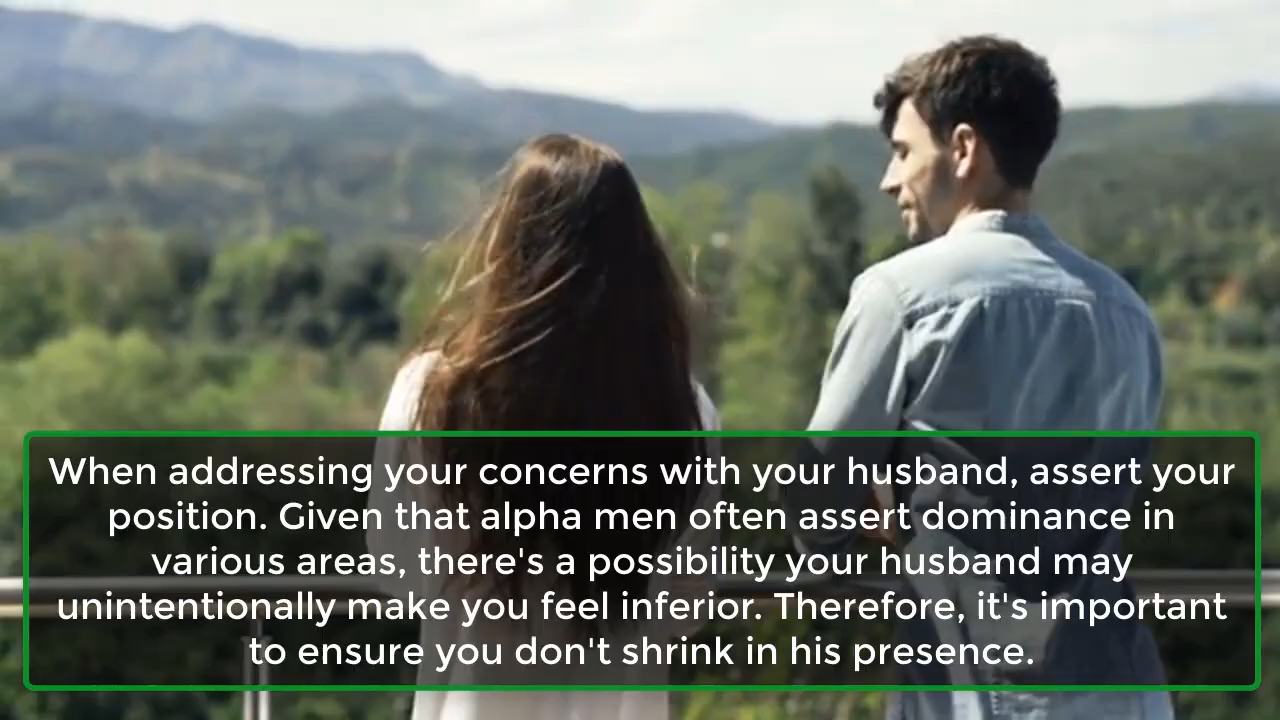 When addressing your concerns with your husband, assert your
position. Given that alpha men often assert dominance in
various areas, there's a possibility your husband may
unintentionally make you feel inferior. Therefore, it's important
to ensure you don't shrink in his presence.